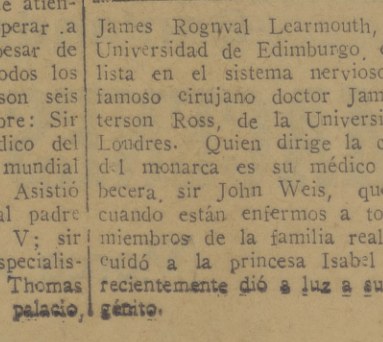 e atien-
perar a
pesar de
odos los
son seis
bre: Sir
dico del
mundial
Asistió
al padre
V; sir
specialis-
Thomas
palacio,
James Rognval Learmouth,
Universidad de Edimburgo,
lista en el sistema nervioso
famoso cirujano doctor Jam
terson Ross, de la Universi
Londres. Quien dirige la c
del monarca es su médico
becera, sir John Weis, qu
cuando están enfermos a to
miembros de la familia real
cuidó a la princesa Isabel
recientemente dió a luz a su
génito.